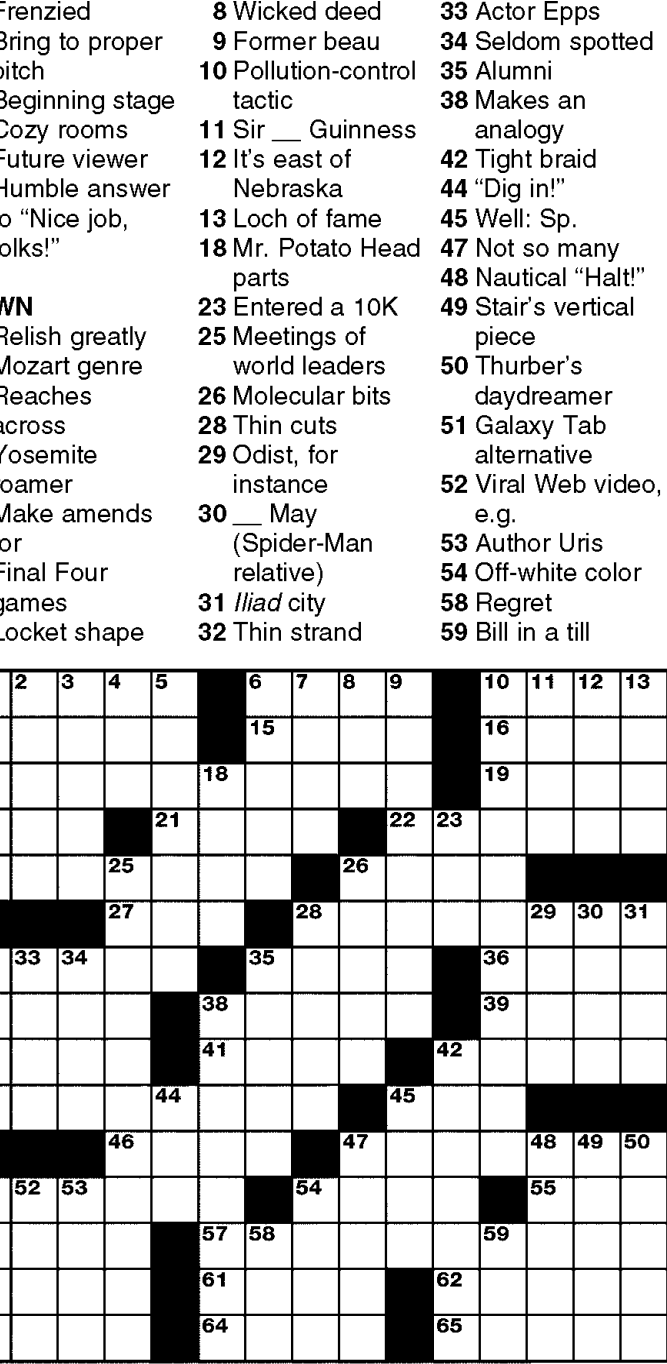 Frenzied
Bring to proper
pitch
Beginning stage
Cozy rooms
Future viewer
Humble answer
to “Nice job,
folks!”
WN
Relish greatly
Mozart genre
Reaches
across
Yosemite
roamer
Make amends
for
Final Four
games
Locket shape
8 Wicked deed
9 Former beau
10 Pollution-control
tactic
11 Sir __ Guinness
12 It's east of
Nebraska
13 Loch of fame
18 Mr. Potato Head
parts
23 Entered a 10K
25 Meetings of
world leaders
26 Molecular bits
28 Thin cuts
29 Odist, for
instance
30 __ May
(Spider-Man
relative)
31 Iliad city
32 Thin strand
33 Actor Epps
34 Seldom spotted
35 Alumni
38 Makes an
analogy
42 Tight braid
44 “Dig in!”
45 Well: Sp.
47 Not so many
48 Nautical “Halt!”
49 Stair's vertical
piece
50 Thurber's
daydreamer
51 Galaxy Tab
alternative
52 Viral Web video,
e.g.
53 Author Uris
54 Off-white color
58 Regret
59 Bill in a till
2 3 4 5 6 7 8 9 10 11 12 13
15 16
18 19
21 22 23
25 26
27 28 29 30 31
33 34 35 36
38 39
41 42
44 45
46 47 48 49 50
52 53 54 55
57 58 59
61 62
64 65